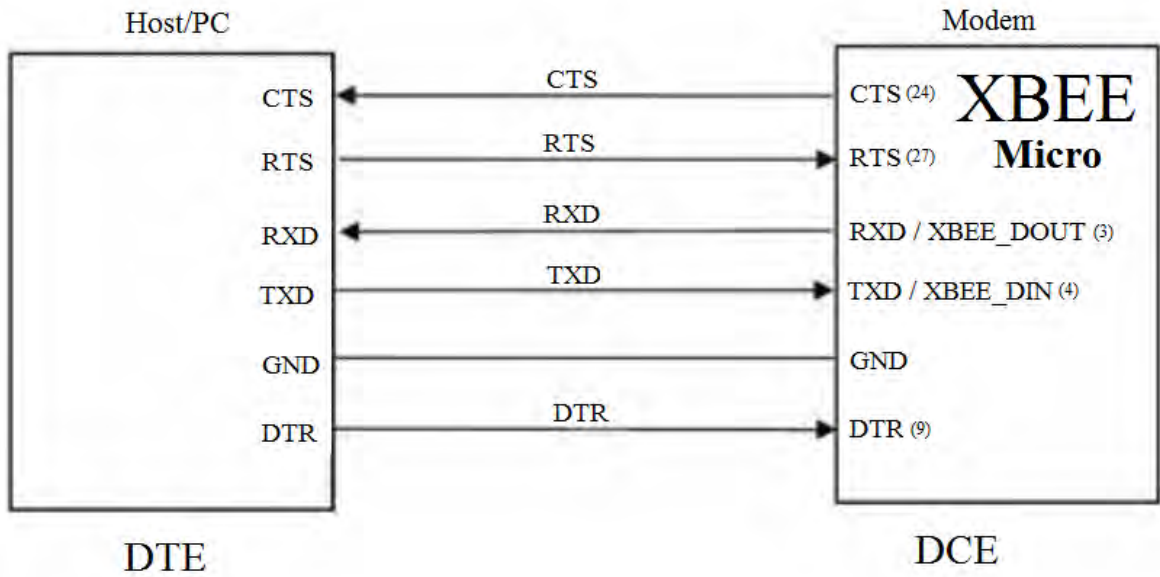 Host/PC
Modem
XBEE
Micro
CTS
CTS
CTS (24)
RTS
RTS
RTS (27)
RXD
RXD
RXD / XBEE_DOUT (3)
TXD
TXD
TXD / XBEE_DIN (4)
GND
GND
DTR
DTR
DTR (9)
DTE
DCE